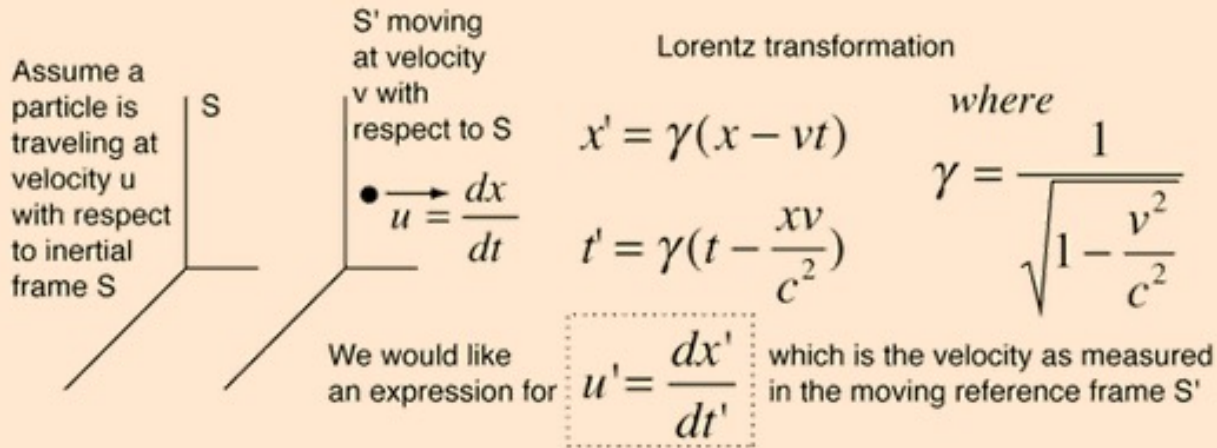 Assume a
particle is
traveling at
velocity u
with respect
to inertial
frame S
S
S' moving
at velocity
v with
respect to S
u = dx/dt
Lorentz transformation
x' = γ(x − vt)
t' = γ(t − xv/c²)
where
γ = 1/√(1 − v²/c²)
We would like
an expression for
u' = dx'/dt'
which is the velocity as measured
in the moving reference frame S'